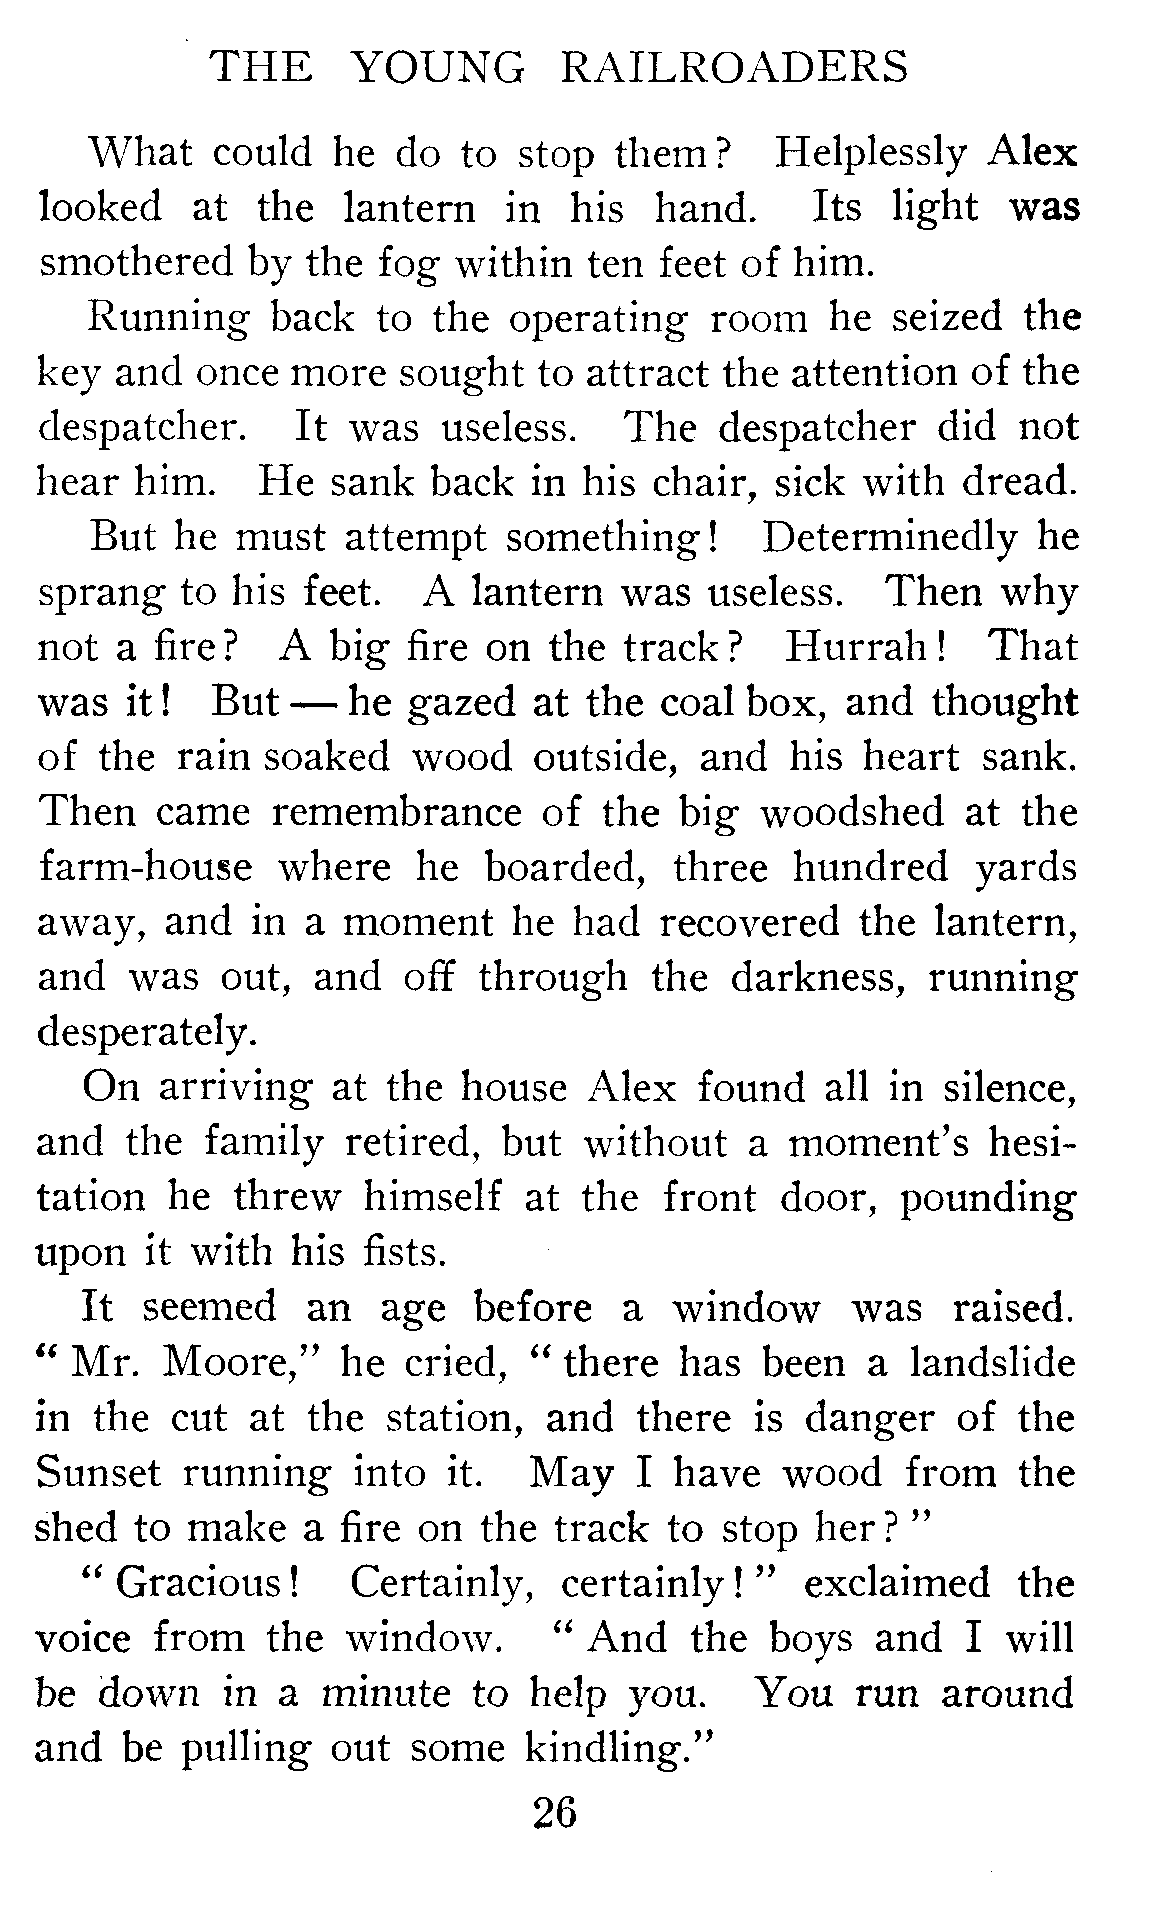 THE YOUNG RAILROADERS
What could he do to stop them? Helplessly Alex
looked at the lantern in his hand. Its light was
smothered by the fog within ten feet of him.
Running back to the operating room he seized the
key and once more sought to attract the attention of the
despatcher. It was useless. The despatcher did not
hear him. He sank back in his chair, sick with dread.
But he must attempt something! Determinedly he
sprang to his feet. A lantern was useless. Then why
not a fire? A big fire on the track? Hurrah! That
was it! But — he gazed at the coal box, and thought
of the rain soaked wood outside, and his heart sank.
Then came remembrance of the big woodshed at the
farm-house where he boarded, three hundred yards
away, and in a moment he had recovered the lantern,
and was out, and off through the darkness, running
desperately.
On arriving at the house Alex found all in silence,
and the family retired, but without a moment's hesi-
tation he threw himself at the front door, pounding
upon it with his fists.
It seemed an age before a window was raised.
" Mr. Moore," he cried, " there has been a landslide
in the cut at the station, and there is danger of the
Sunset running into it. May I have wood from the
shed to make a fire on the track to stop her? "
" Gracious! Certainly, certainly! " exclaimed the
voice from the window. " And the boys and I will
be down in a minute to help you. You run around
and be pulling out some kindling."
26